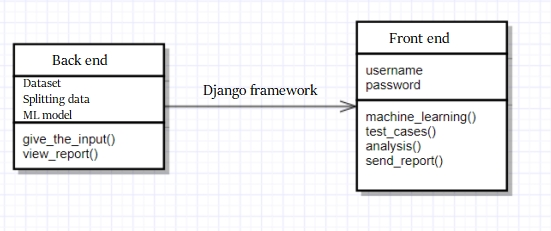 Back end
Dataset
Splitting data
ML model
give_the_input()
view_report()
Django framework
Front end
username
password
machine_learning()
test_cases()
analysis()
send_report()